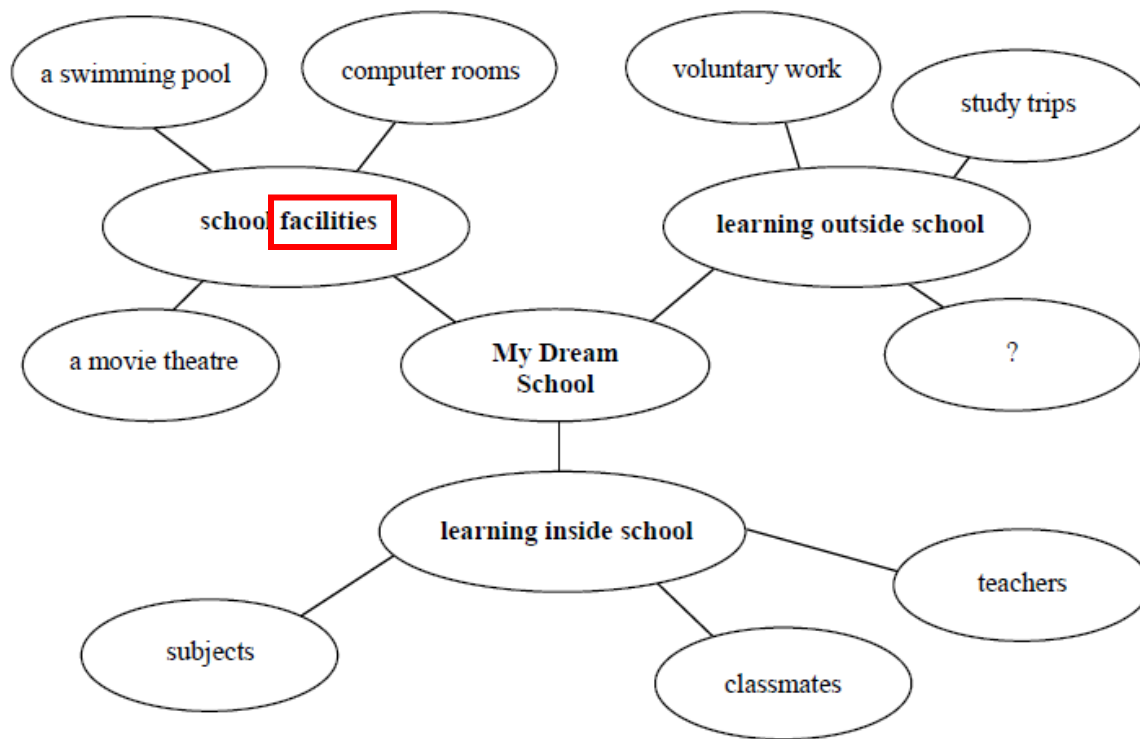 a swimming pool
computer rooms
voluntary work
study trips
school facilities
learning outside school
a movie theatre
My Dream
School
?
learning inside school
teachers
subjects
classmates